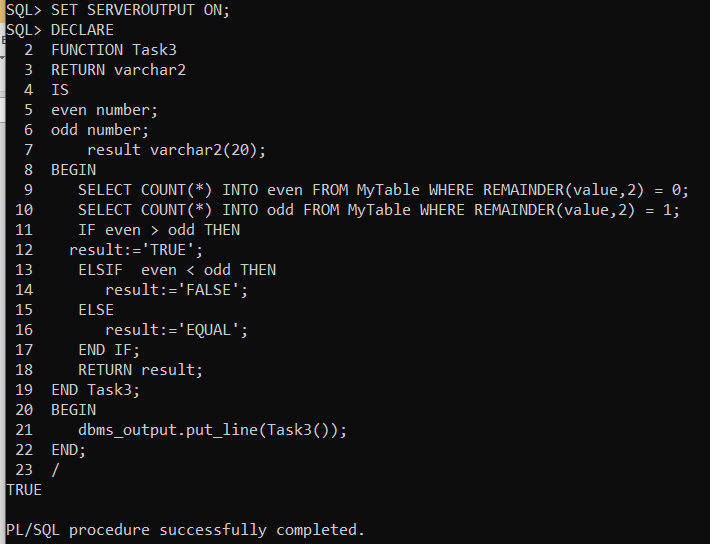 SQL> SET SERVEROUTPUT ON;
SQL> DECLARE
  2  FUNCTION Task3
  3  RETURN varchar2
  4  IS
  5  even number;
  6  odd number;
  7      result varchar2(20);
  8  BEGIN
  9     SELECT COUNT(*) INTO even FROM MyTable WHERE REMAINDER(value,2) = 0;
 10     SELECT COUNT(*) INTO odd FROM MyTable WHERE REMAINDER(value,2) = 1;
 11     IF even > odd THEN
 12    result:='TRUE';
 13     ELSIF  even < odd THEN
 14        result:='FALSE';
 15     ELSE
 16        result:='EQUAL';
 17     END IF;
 18     RETURN result;
 19  END Task3;
 20  BEGIN
 21     dbms_output.put_line(Task3());
 22  END;
 23  /
TRUE

PL/SQL procedure successfully completed.